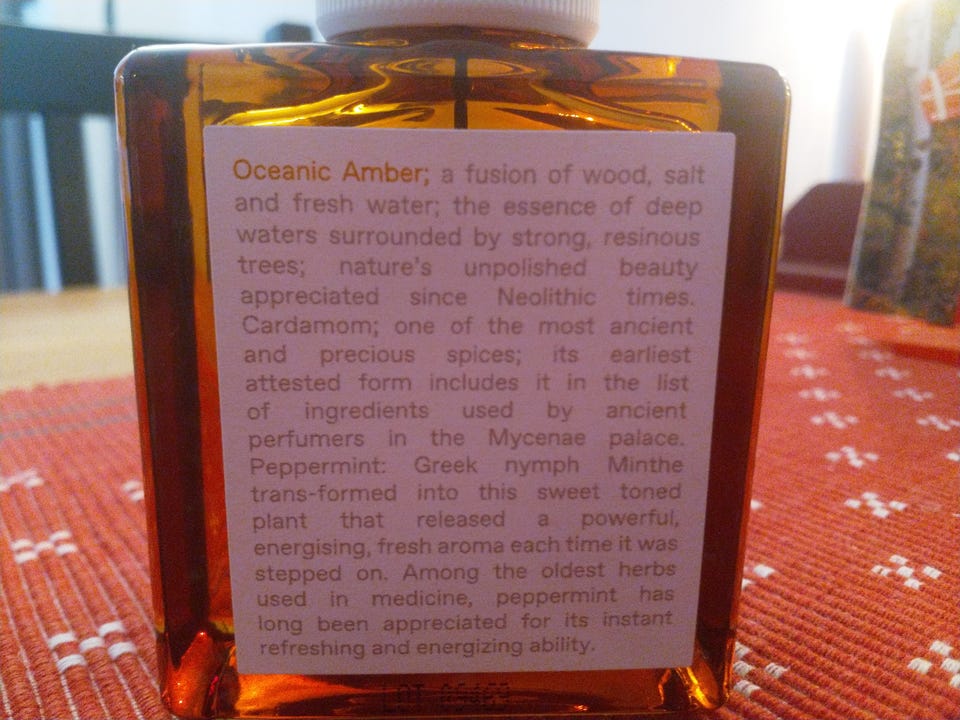 Oceanic Amber; a fusion of wood, salt
and fresh water; the essence of deep
waters surrounded by strong, resinous
trees; nature's unpolished beauty
appreciated since Neolithic times.
Cardamom; one of the most ancient
and precious spices; its earliest
attested form includes it in the list
of ingredients used by ancient
perfumers in the Mycenae palace.
Peppermint: Greek nymph Minthe
trans-formed into this sweet toned
plant that released a powerful,
energising, fresh aroma each time it was
stepped on. Among the oldest herbs
used in medicine, peppermint has
long been appreciated for its instant
refreshing and energizing ability.
LOT